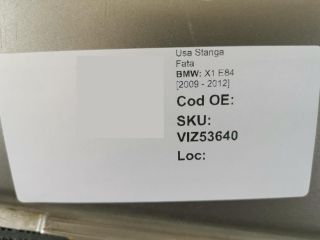 Usa Stanga
Fata
BMW: X1 E84
[2009 - 2012]
Cod OE:
SKU:
VIZ53640
Loc: